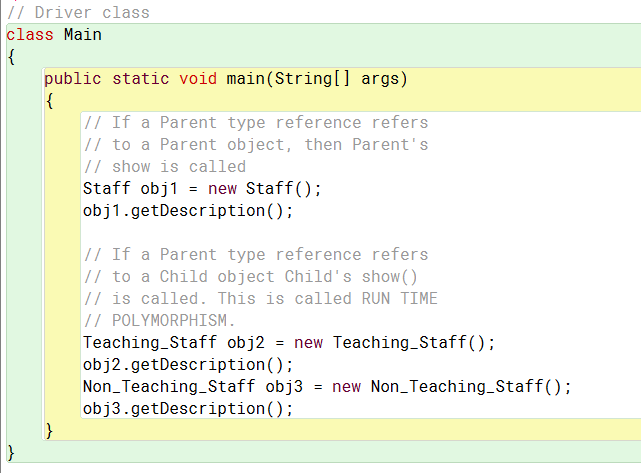 // Driver class
class Main
{
public static void main(String[] args)
{
// If a Parent type reference refers
// to a Parent object, then Parent's
// show is called
Staff obj1 = new Staff();
obj1.getDescription();
// If a Parent type reference refers
// to a Child object Child's show()
// is called. This is called RUN TIME
// POLYMORPHISM.
Teaching_Staff obj2 = new Teaching_Staff();
obj2.getDescription();
Non_Teaching_Staff obj3 = new Non_Teaching_Staff();
obj3.getDescription();
}
}